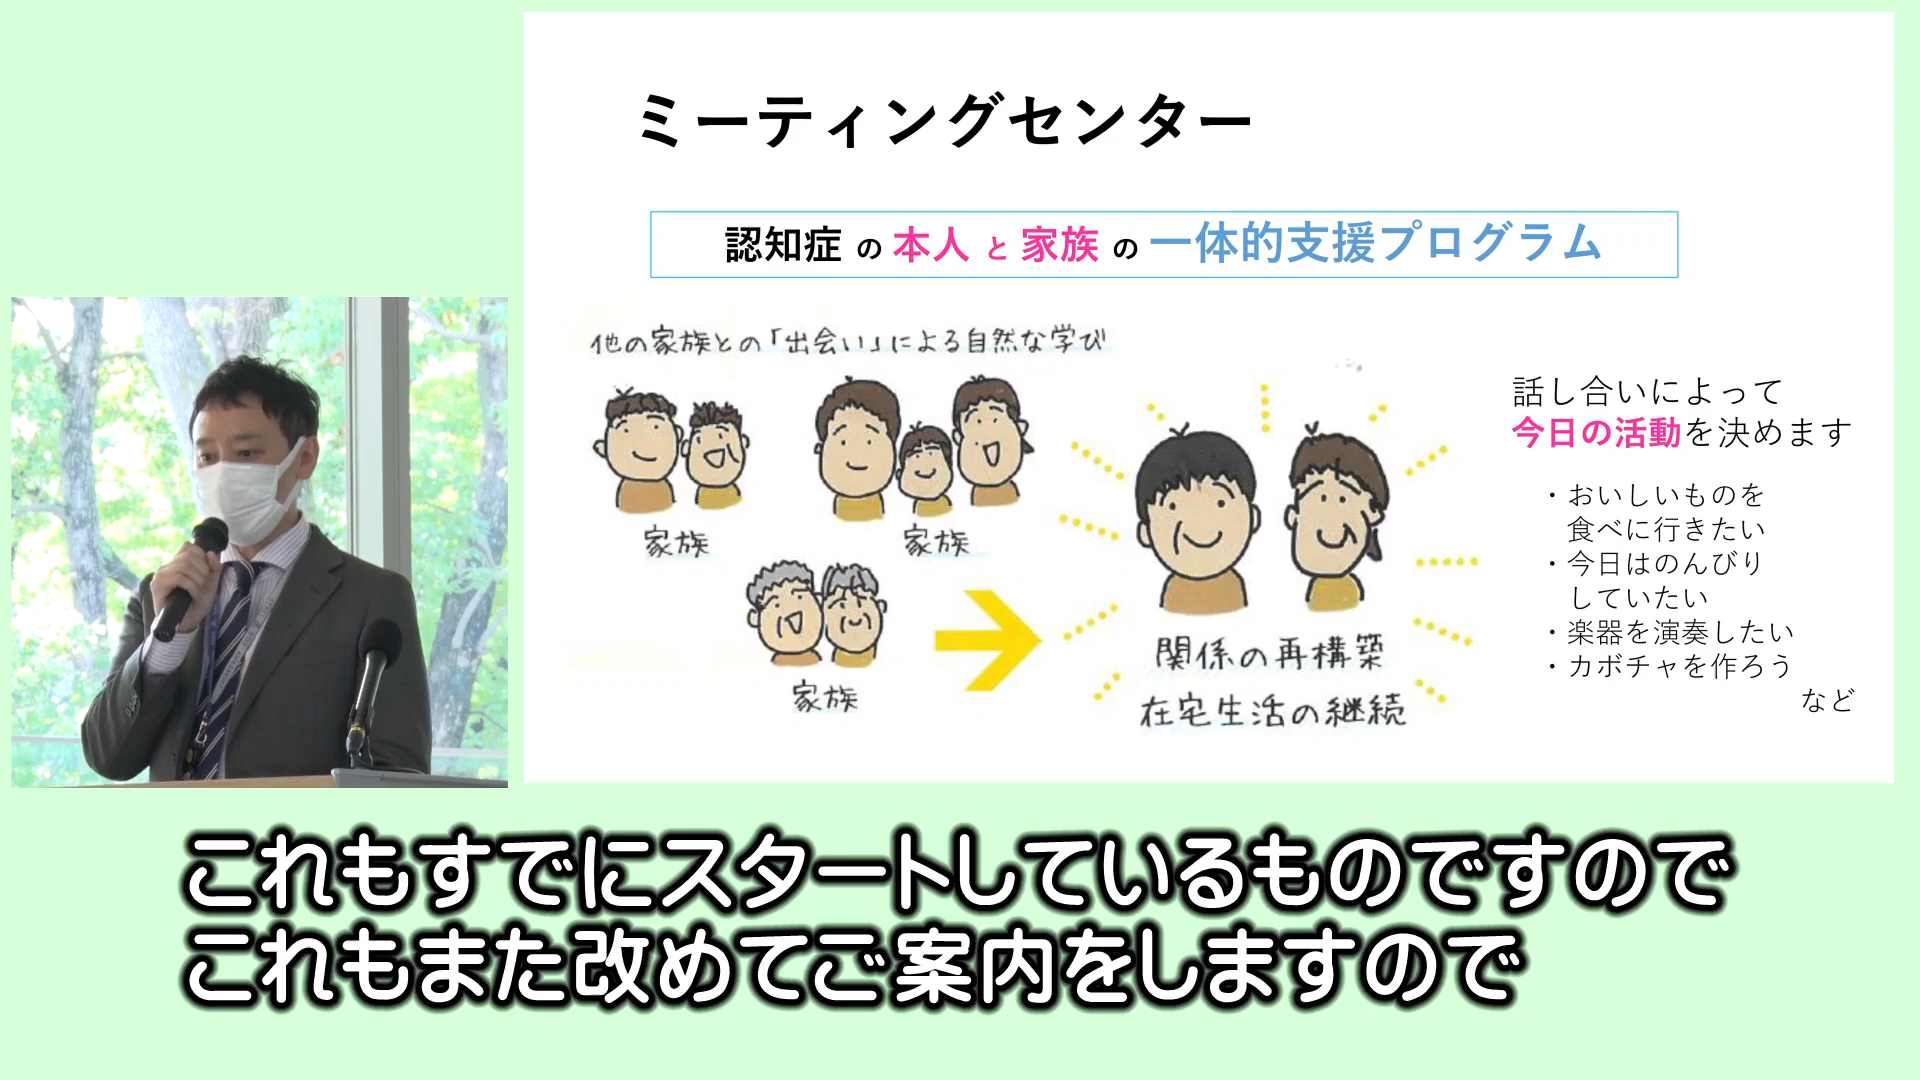 ミーティングセンター
認知症 の 本人 と 家族 の 一体的支援プログラム
他の家族との「出会い」による自然な学び
家族
家族
家族
関係の再構築
在宅生活の継続
話し合いによって
今日の活動を決めます
・おいしいものを
食べに行きたい
・今日はのんびり
していたい
・楽器を演奏したい
・カボチャを作ろう
など
これもすでにスタートしているものですので
これもまた改めてご案内をしますので